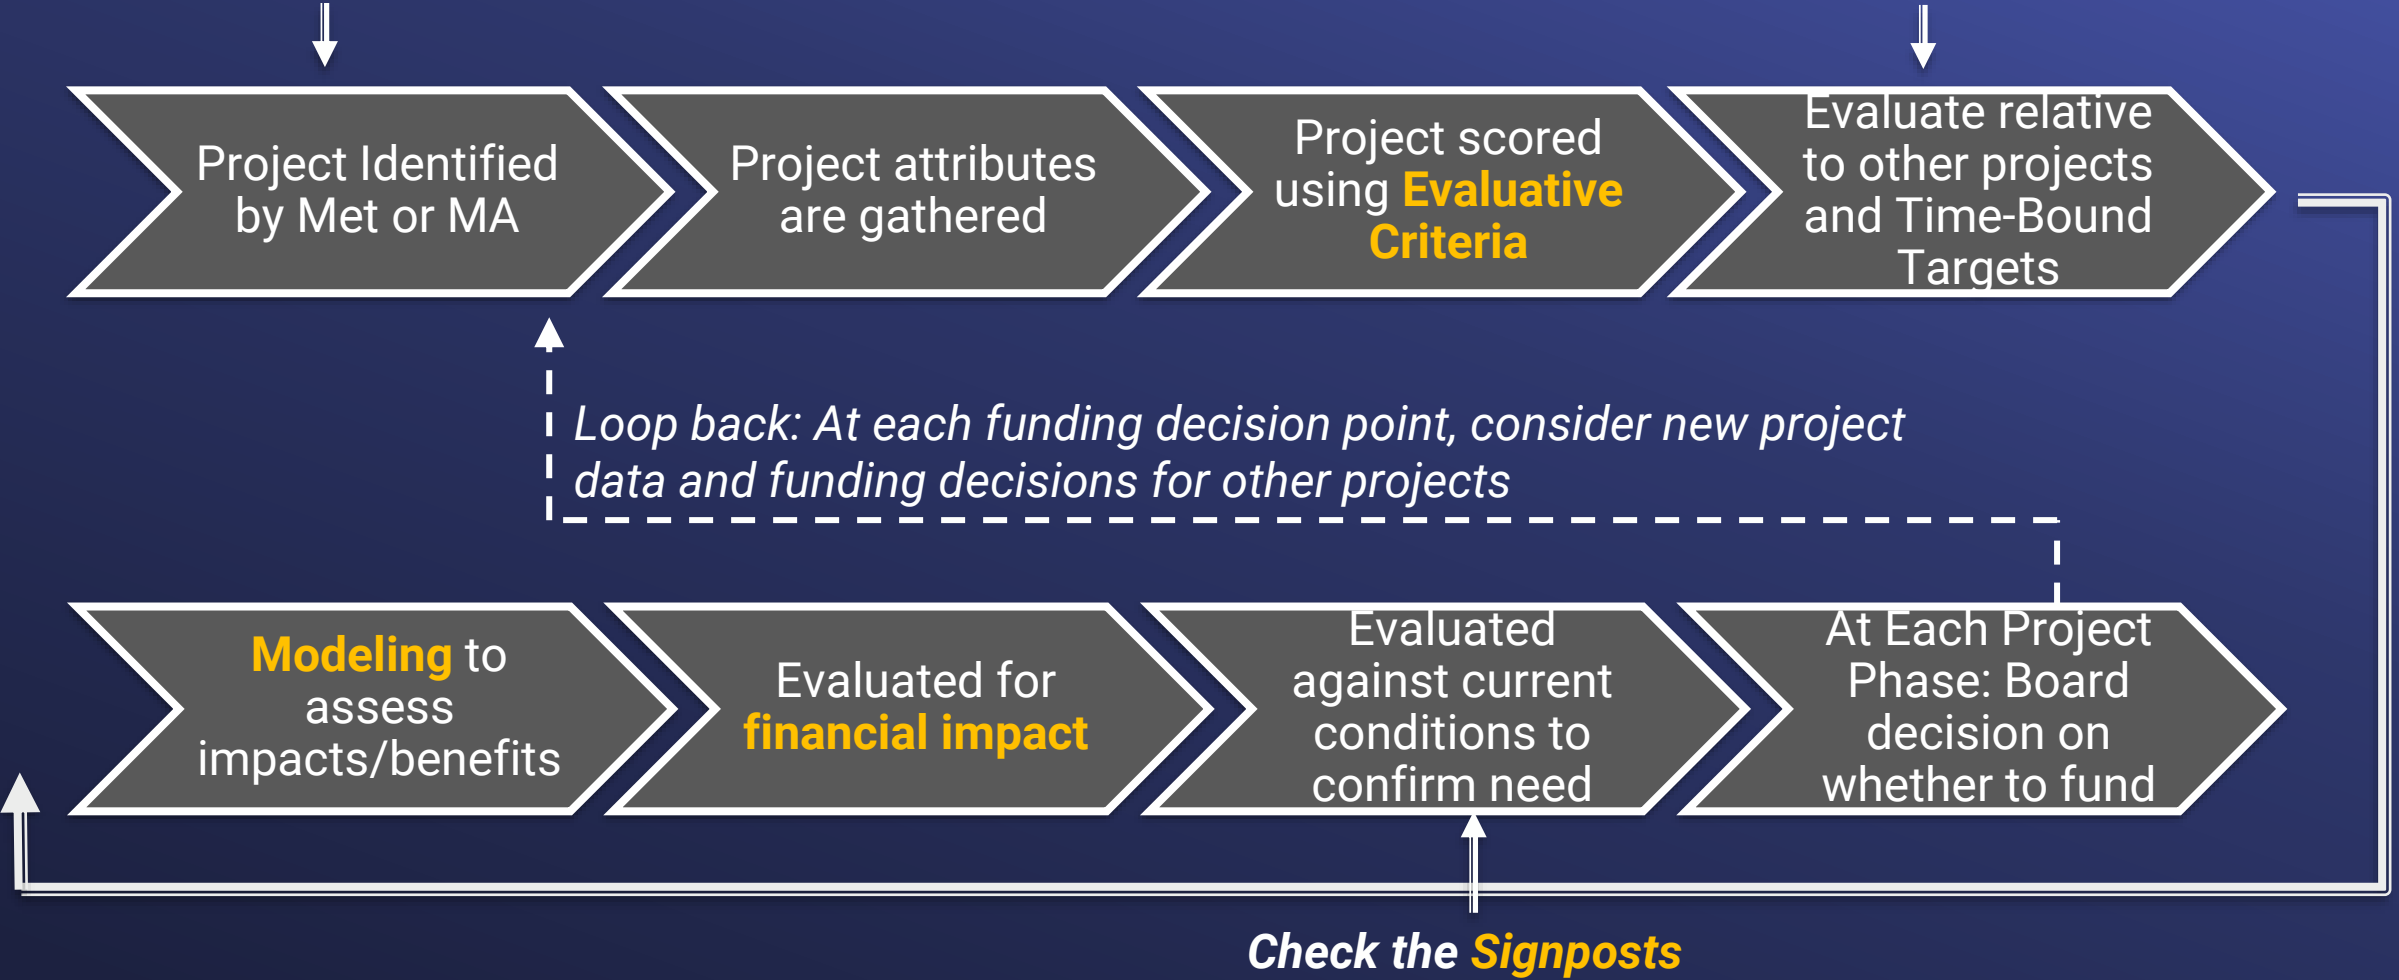 Project Identified
by Met or MA
Project attributes
are gathered
Project scored
using Evaluative
Criteria
Evaluate relative
to other projects
and Time-Bound
Targets
Loop back: At each funding decision point, consider new project
data and funding decisions for other projects
Modeling to
assess
impacts/benefits
Evaluated for
financial impact
Evaluated
against current
conditions to
confirm need
At Each Project
Phase: Board
decision on
whether to fund
Check the Signposts